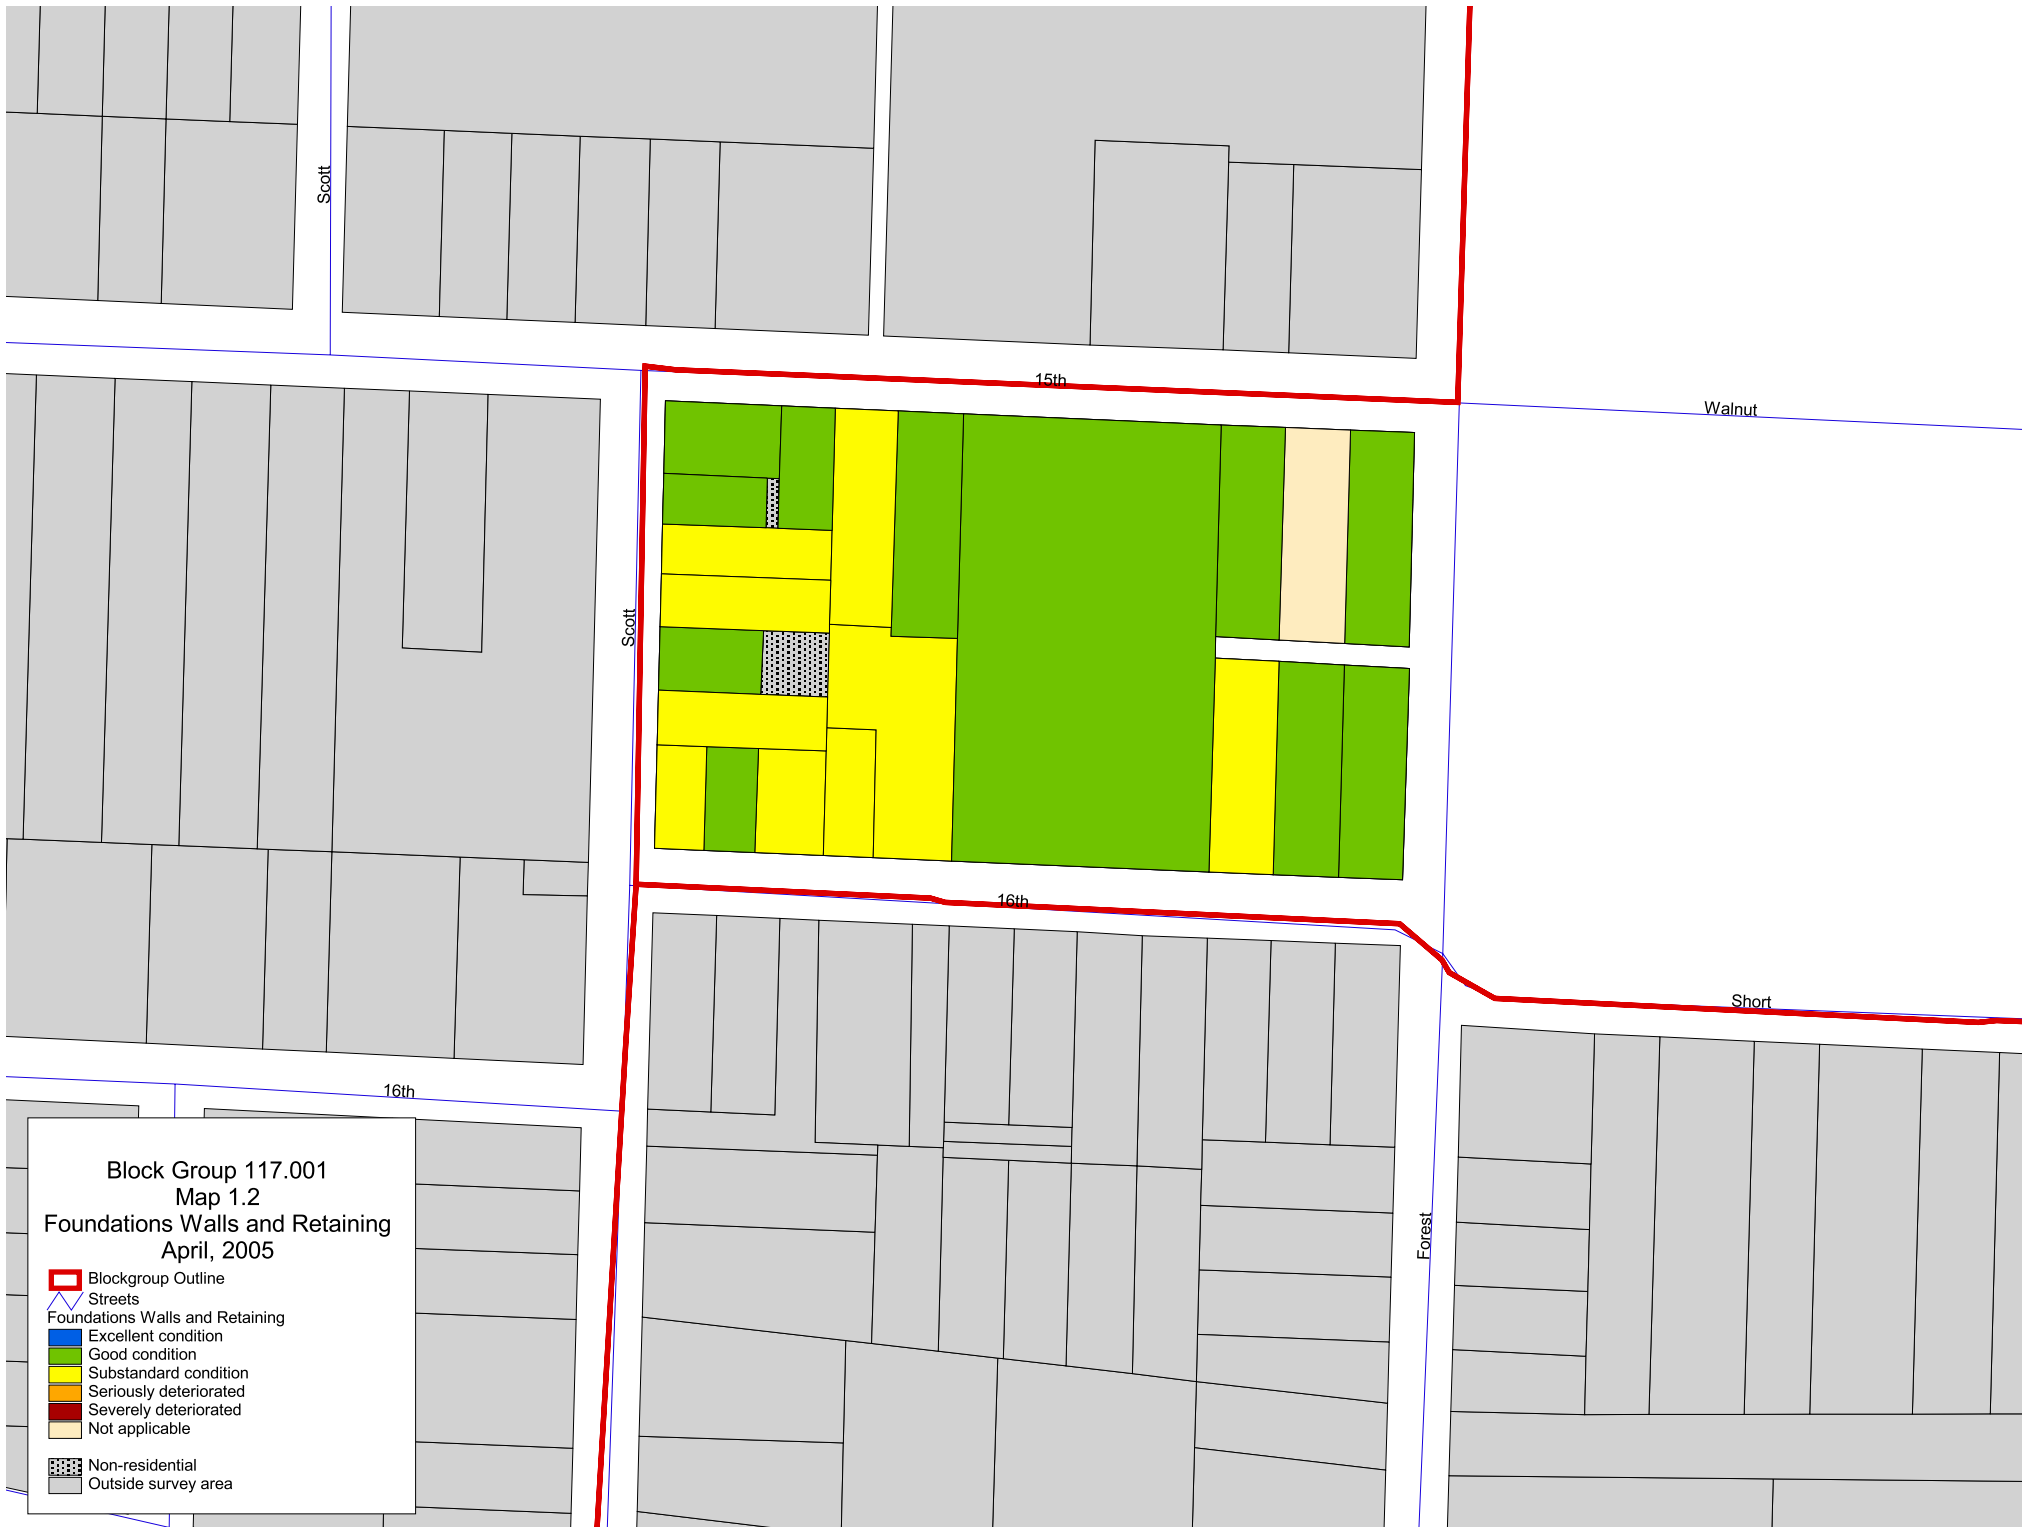 Scott
15th
Walnut
Scott
16th
Short
16th
Forest
Block Group 117.001
Map 1.2
Foundations Walls and Retaining
April, 2005
Blockgroup Outline
Streets
Foundations Walls and Retaining
Excellent condition
Good condition
Substandard condition
Seriously deteriorated
Severely deteriorated
Not applicable
Non-residential
Outside survey area